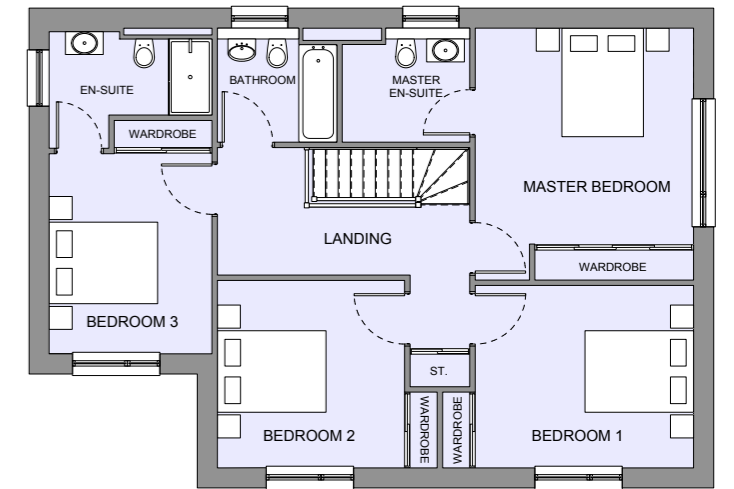 EN-SUITE
BATHROOM
MASTER
EN-SUITE
WARDROBE
MASTER BEDROOM
LANDING
WARDROBE
BEDROOM 3
ST.
WARDROBE
WARDROBE
BEDROOM 2
BEDROOM 1